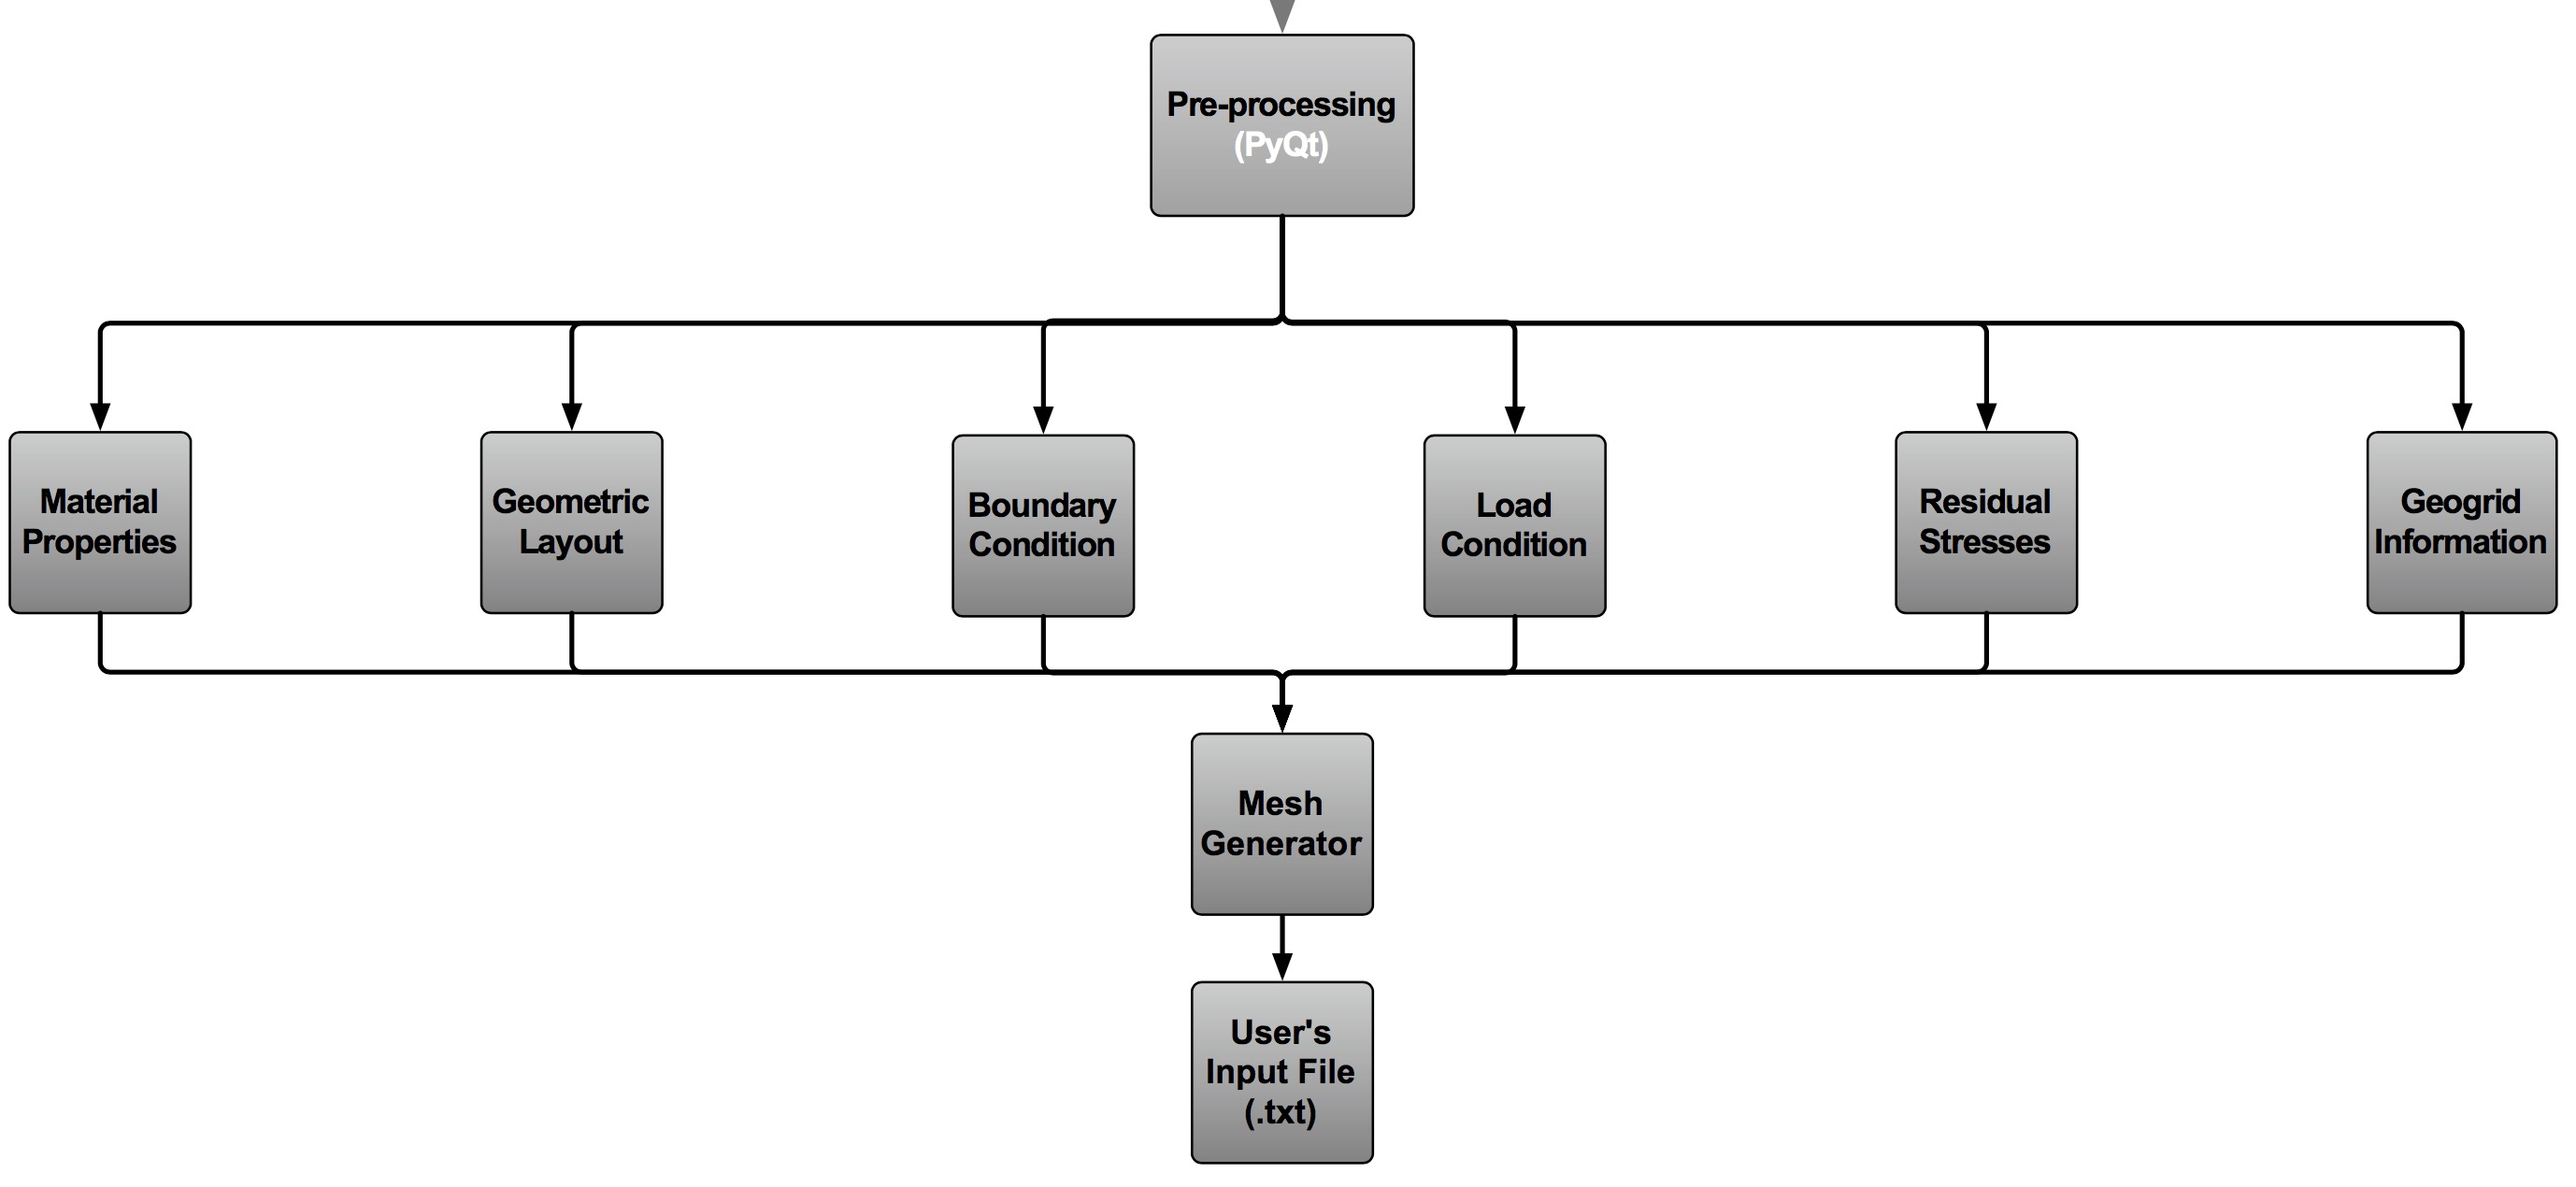 Pre-processing
(PyQt)
Material
Properties
Geometric
Layout
Boundary
Condition
Load
Condition
Residual
Stresses
Geogrid
Information
Mesh
Generator
User's
Input File
(.txt)